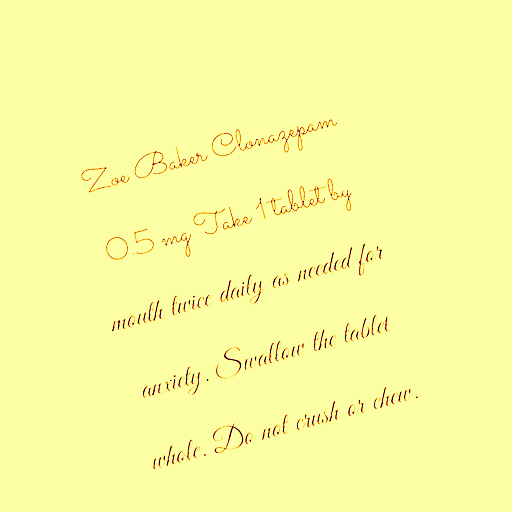 Zoe Baker Clonazepam
0.5 mg Take 1 tablet by
mouth twice daily as needed for
anxiety. Swallow the tablet
whole. Do not crush or chew.